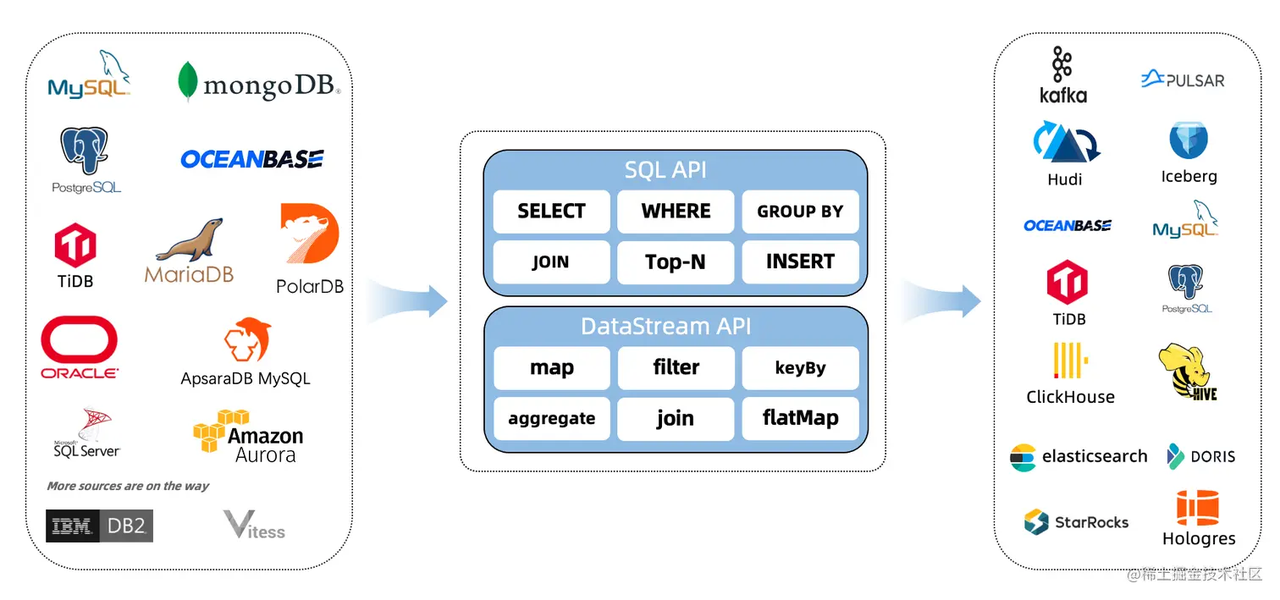 MySQL
mongoDB
PostgreSQL
OCEANBASE
TiDB
MariaDB
PolarDB
ORACLE
ApsaraDB MySQL
Microsoft
SQL Server
Amazon
Aurora
More sources are on the way
IBM DB2
Vitess
SQL API
SELECT WHERE GROUP BY
JOIN Top-N INSERT
DataStream API
map filter keyBy
aggregate join flatMap
kafka
PULSAR
Hudi
Iceberg
OCEANBASE
MySQL
TiDB
PostgreSQL
ClickHouse
HIVE
elasticsearch
DORIS
StarRocks
Hologres
@稀土掘金技术社区